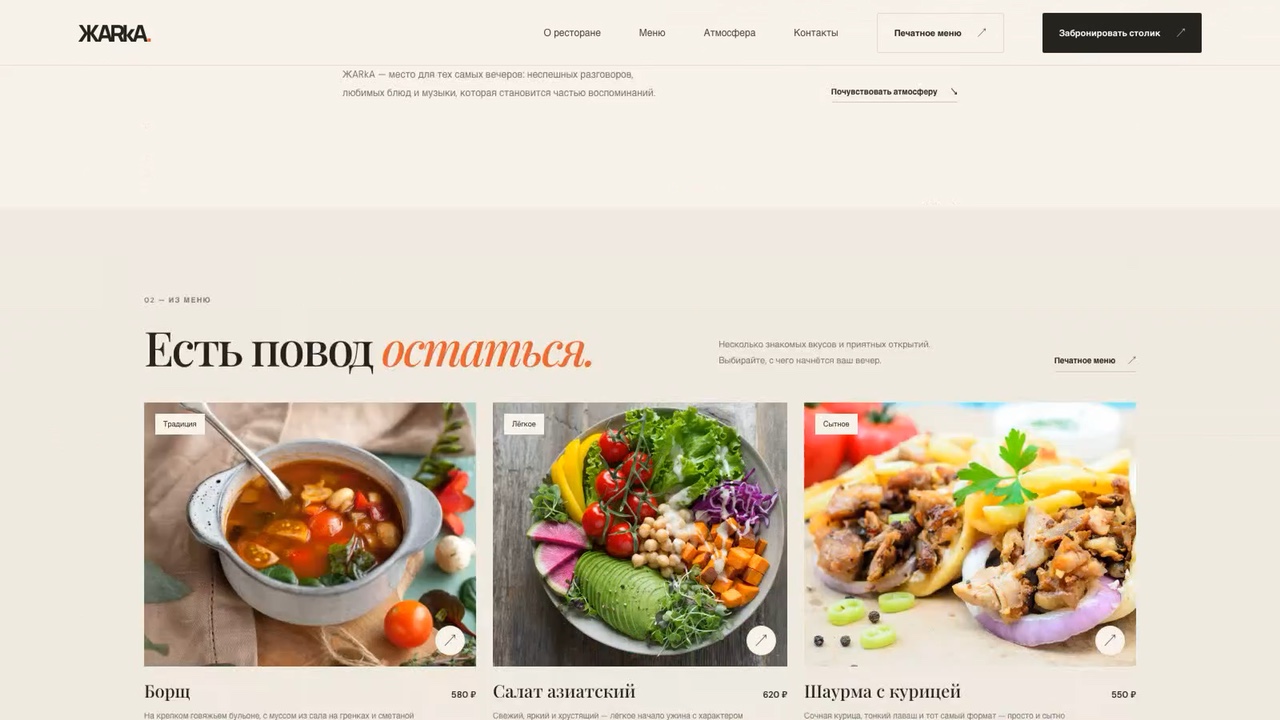 ЖARkA.
О ресторане
Меню
Атмосфера
Контакты
Печатное меню
Забронировать столик
ЖARkA — место для тех самых вечеров: неспешных разговоров,
любимых блюд и музыки, которая становится частью воспоминаний.
Почувствовать атмосферу
02 — ИЗ МЕНЮ
Есть повод остаться.
Несколько знакомых вкусов и приятных открытий.
Выбирайте, с чего начнётся ваш вечер.
Печатное меню
Традиция
Лёгкое
Сытное
Борщ
580 ₽
Салат азиатский
620 ₽
Шаурма с курицей
550 ₽
На крепком говяжьем бульоне, с муссом из сала на гренках и сметаной
Свежий, яркий и хрустящий — лёгкое начало ужина с характером
Сочная курица, тонкий лаваш и тот самый формат — просто и сытно